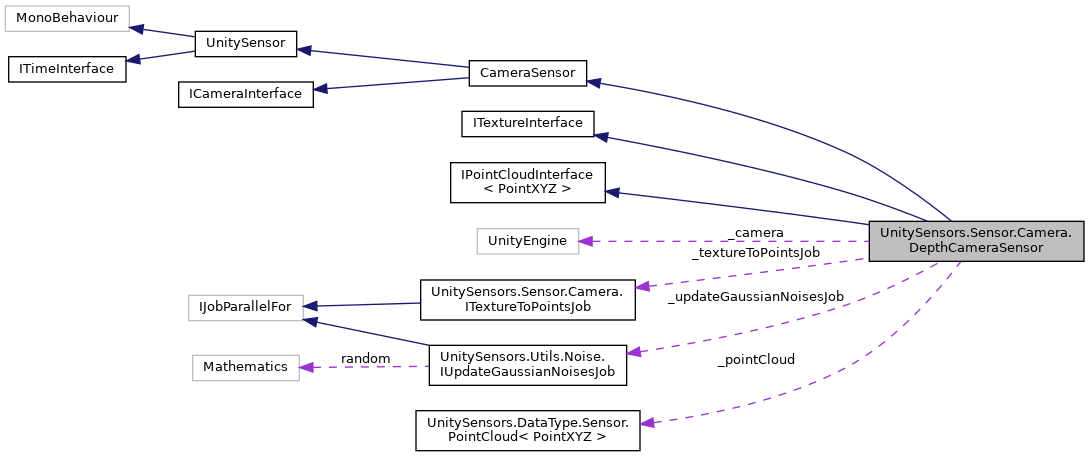 MonoBehaviour
UnitySensor
ITimeInterface
CameraSensor
ICameraInterface
ITextureInterface
IPointCloudInterface
< PointXYZ >
UnitySensors.Sensor.Camera.
DepthCameraSensor
_camera
UnityEngine
_textureToPointsJob
UnitySensors.Sensor.Camera.
ITextureToPointsJob
_updateGaussianNoisesJob
IJobParallelFor
UnitySensors.Utils.Noise.
IUpdateGaussianNoisesJob
random
Mathematics
_pointCloud
UnitySensors.DataType.Sensor.
PointCloud< PointXYZ >